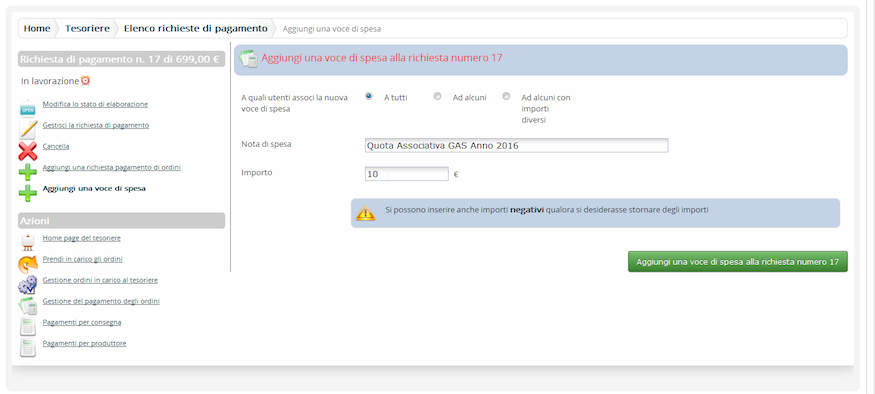 Home Tesoriere Elenco richieste di pagamento Aggiungi una voce di spesa
Richiesta di pagamento n. 17 di 699,00 €
In lavorazione
OPEN
Modifica lo stato di elaborazione
Gestisci la richiesta di pagamento
Cancella
Aggiungi una richiesta pagamento di ordini
Aggiungi una voce di spesa
Azioni
Home page del tesoriere
Prendi in carico gli ordini
Gestione ordini in carico al tesoriere
Gestione del pagamento degli ordini
Pagamenti per consegna
Pagamenti per produttore
Aggiungi una voce di spesa alla richiesta numero 17
A quali utenti associ la nuova
voce di spesa
A tutti
Ad alcuni
Ad alcuni con
importi
diversi
Nota di spesa
Quota Associativa GAS Anno 2016
Importo
10 €
Si possono inserire anche importi negativi qualora si desiderasse stornare degli importi
Aggiungi una voce di spesa alla richiesta numero 17